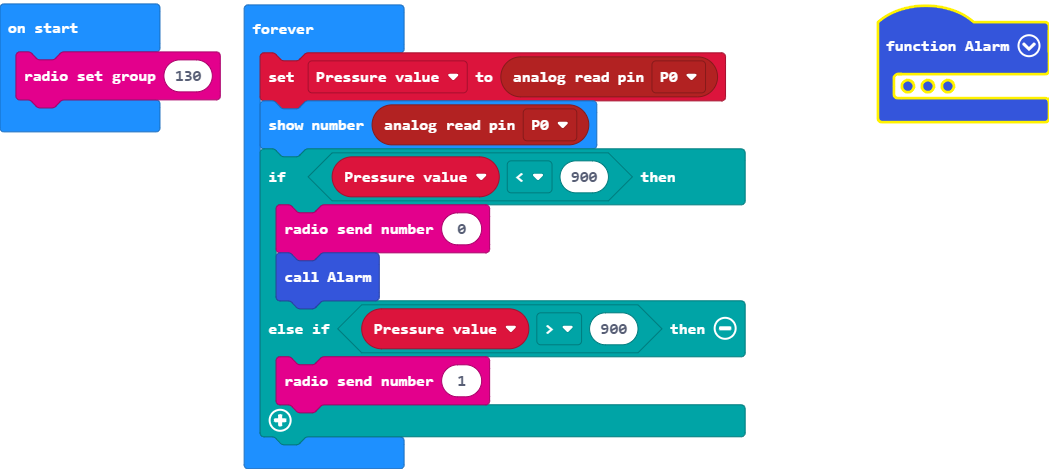 on start
radio set group 130
forever
set Pressure value to analog read pin P0
show number analog read pin P0
if Pressure value < 900 then
radio send number 0
call Alarm
else if Pressure value > 900 then
radio send number 1
function Alarm